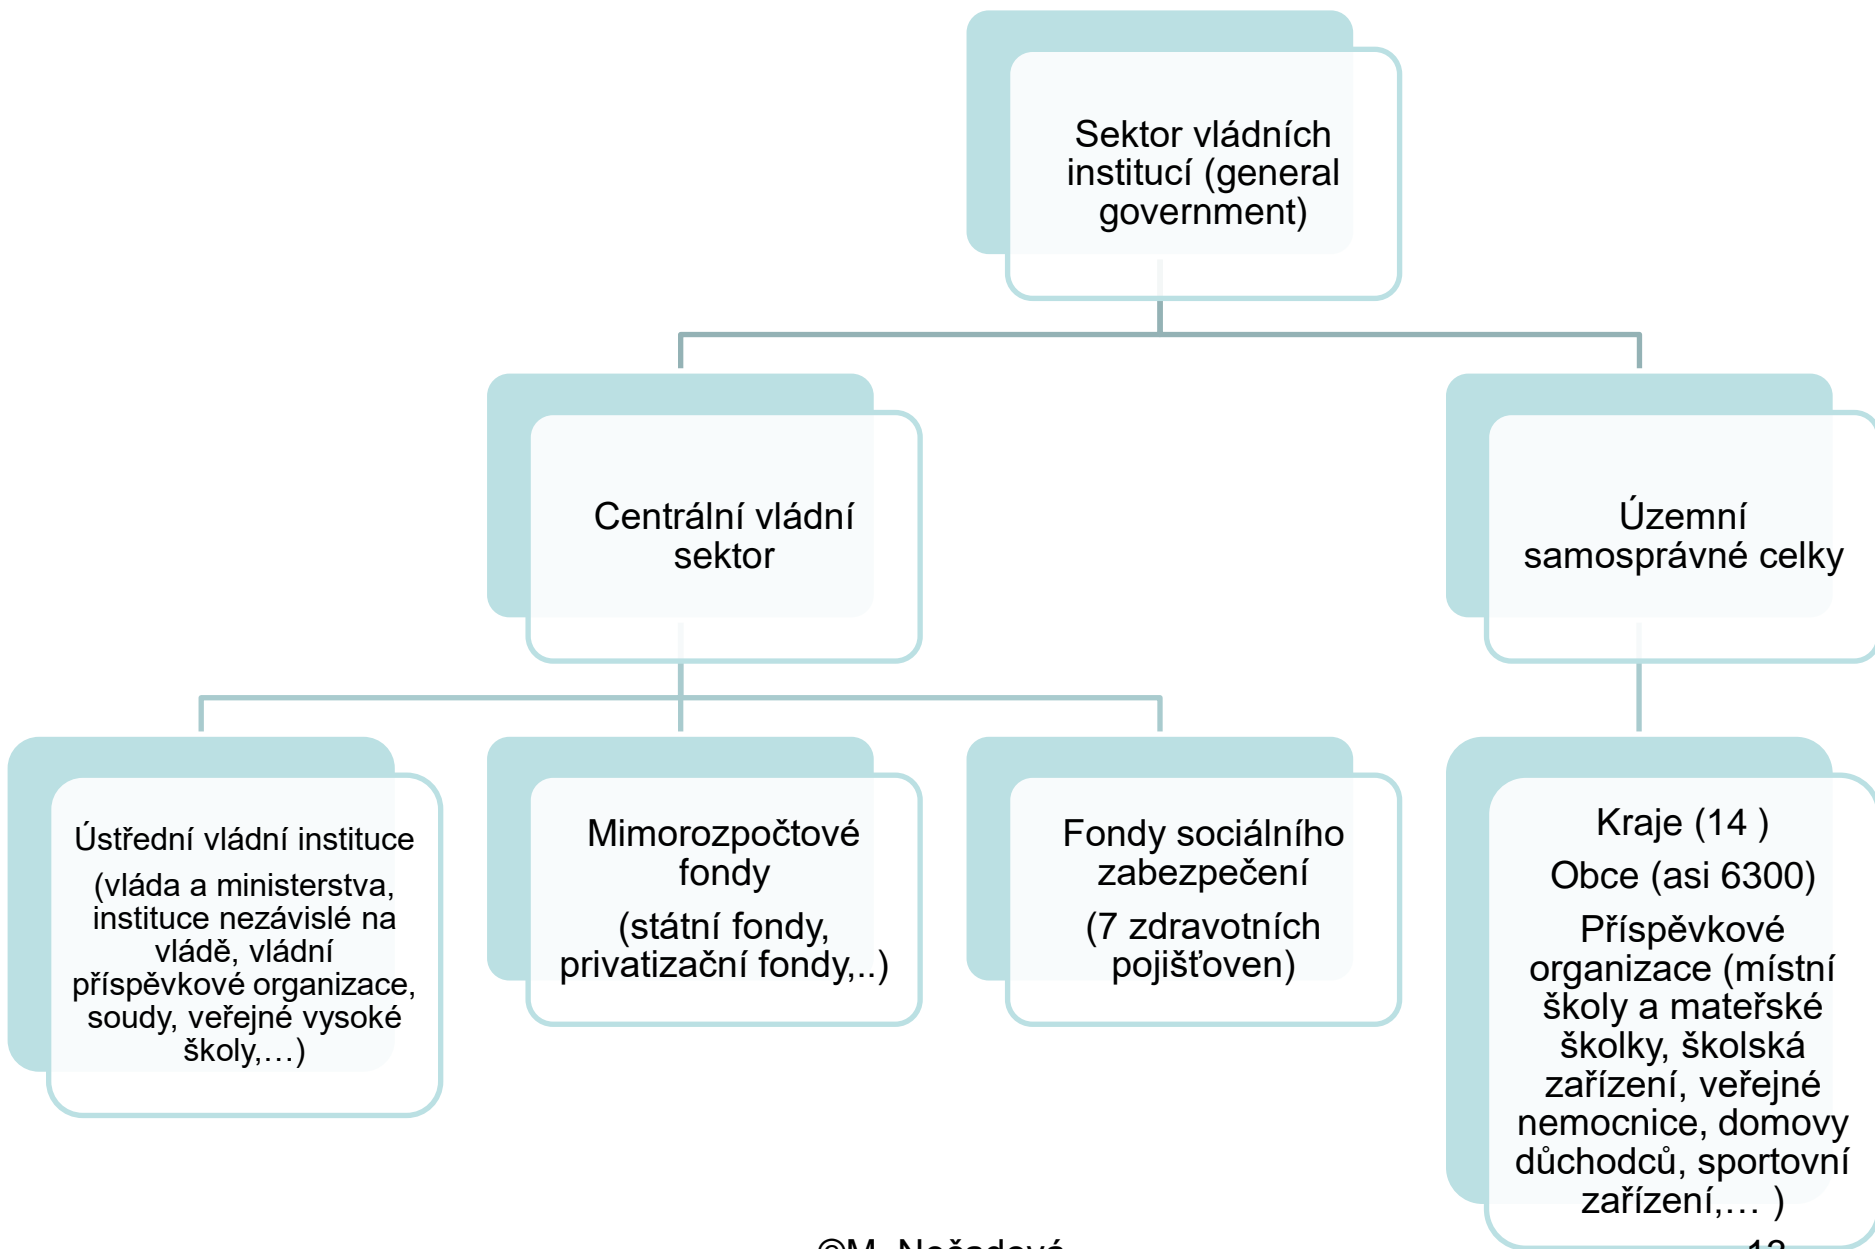 Sektor vládních
institucí (general
government)
Centrální vládní
sektor
Územní
samosprávné celky
Ústřední vládní instituce
(vláda a ministerstva,
instituce nezávislé na
vládě, vládní
příspěvkové organizace,
soudy, veřejné vysoké
školy,…)
Mimorozpočtové
fondy
(státní fondy,
privatizační fondy,..)
Fondy sociálního
zabezpečení
(7 zdravotních
pojišťoven)
Kraje (14 )
Obce (asi 6300)
Příspěvkové
organizace (místní
školy a mateřské
školky, školská
zařízení, veřejné
nemocnice, domovy
důchodců, sportovní
zařízení,… )
©M. Nečadová